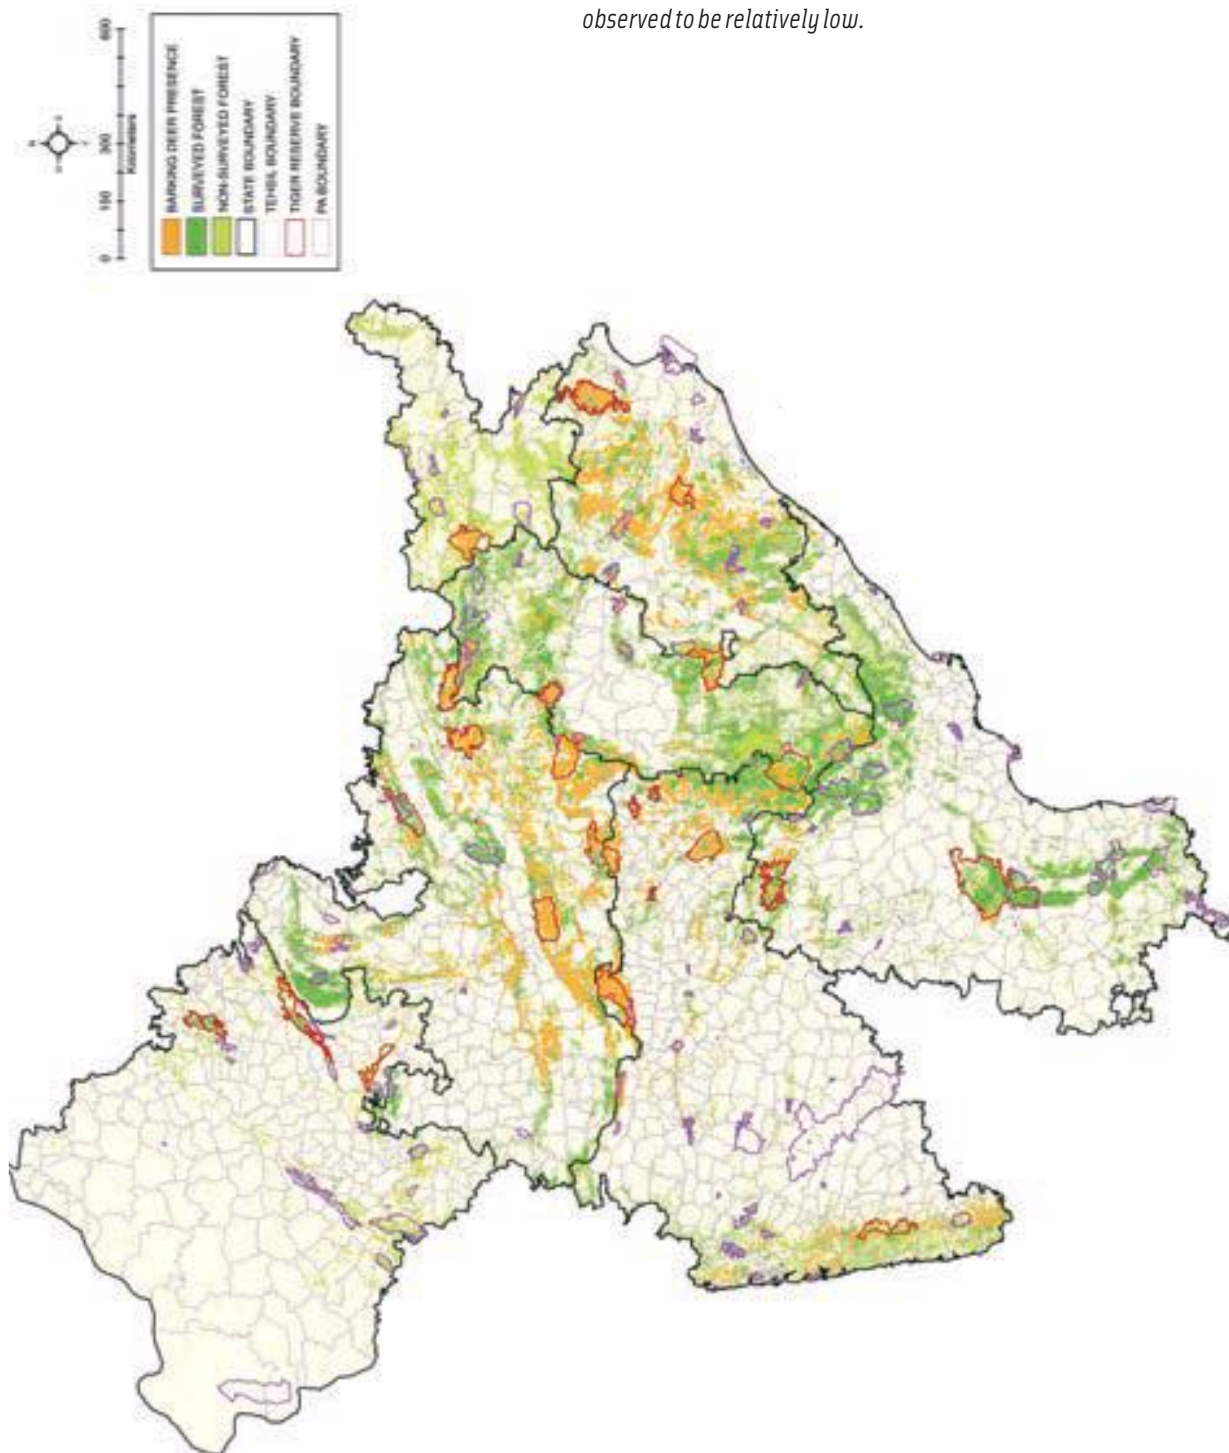 observed to be relatively low.
0 150 300 600
Kilometers
BARKING DEER PRESENCE
SURVEYED FOREST
NON-SURVEYED FOREST
STATE BOUNDARY
TEHSIL BOUNDARY
TIGER RESERVE BOUNDARY
PA BOUNDARY